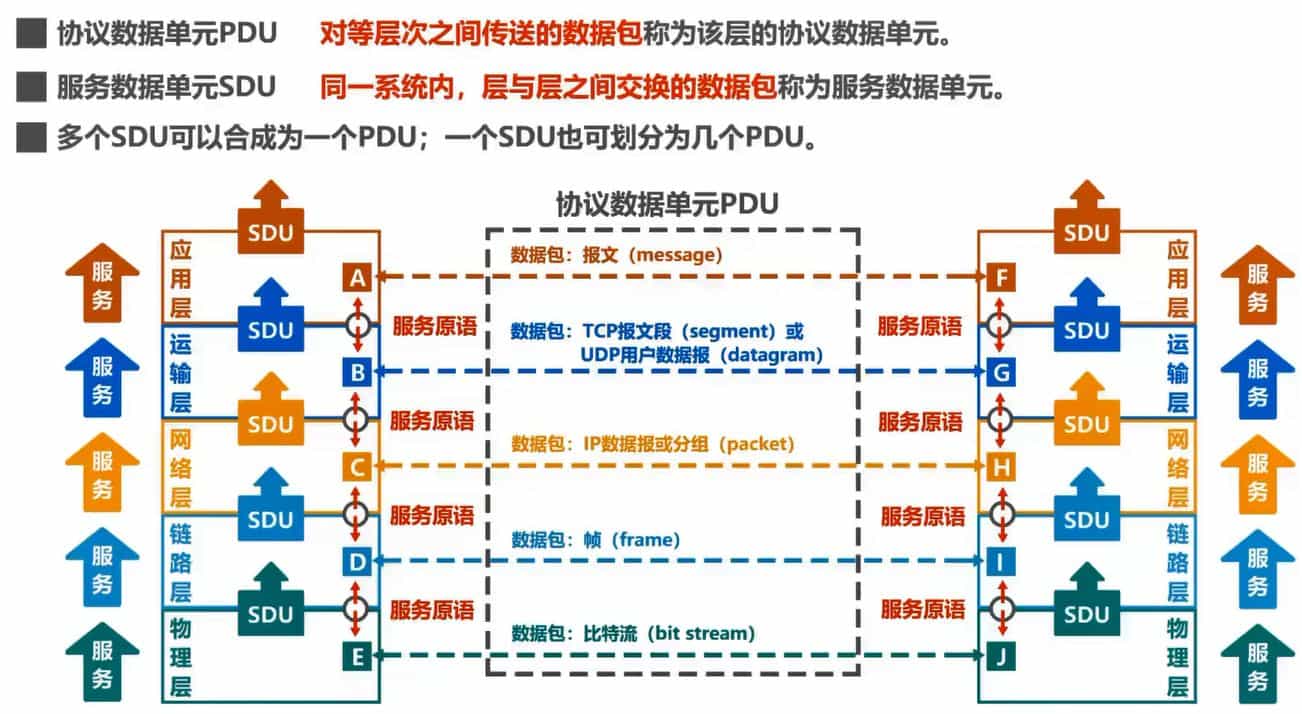 协议数据单元PDU 对等层次之间传送的数据包称为该层的协议数据单元。
服务数据单元SDU 同一系统内，层与层之间交换的数据包称为服务数据单元。
多个SDU可以合成为一个PDU；一个SDU也可划分为几个PDU。
协议数据单元PDU
服务
应用层
SDU
A
数据包：报文（message）
F
SDU
应用层
服务
服务原语
服务原语
服务
运输层
SDU
B
数据包：TCP报文段（segment）或
UDP用户数据报（datagram）
G
SDU
运输层
服务
服务原语
服务原语
服务
网络层
SDU
C
数据包：IP数据报或分组（packet）
H
SDU
网络层
服务
服务原语
服务原语
服务
链路层
SDU
D
数据包：帧（frame）
I
SDU
链路层
服务
服务原语
服务原语
服务
物理层
SDU
E
数据包：比特流（bit stream）
J
SDU
物理层
服务